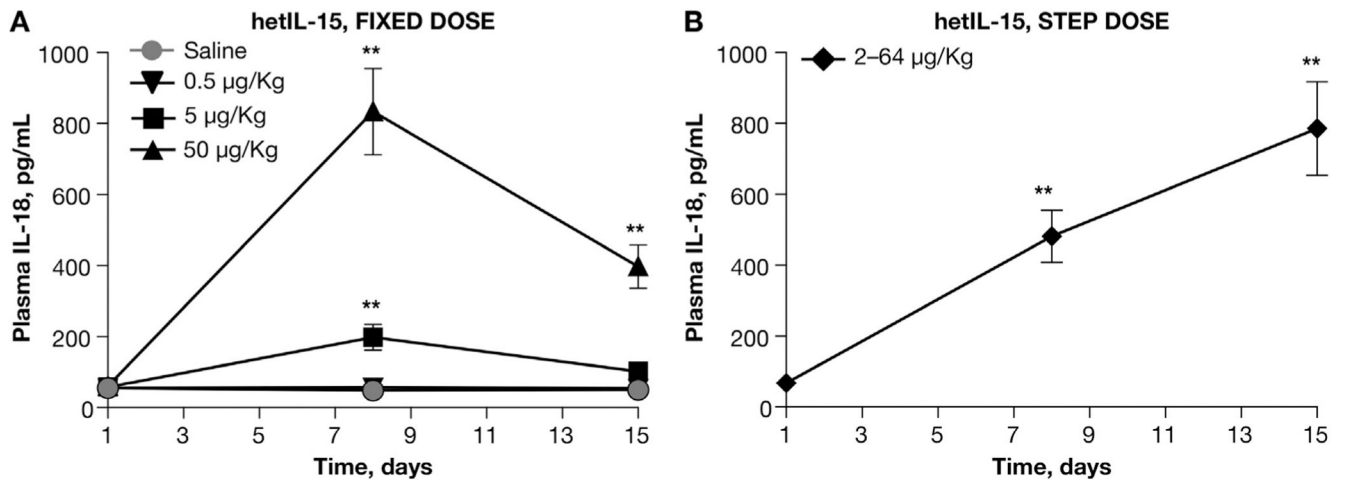 A
hetIL-15, FIXED DOSE
Saline
0.5 µg/Kg
5 µg/Kg
50 µg/Kg
Plasma IL-18, pg/mL
1000
800
600
400
200
0
**
**
**
1 3 5 7 9 11 13 15
Time, days
B
hetIL-15, STEP DOSE
2–64 µg/Kg
Plasma IL-18, pg/mL
1000
800
600
400
200
0
**
**
1 3 5 7 9 11 13 15
Time, days